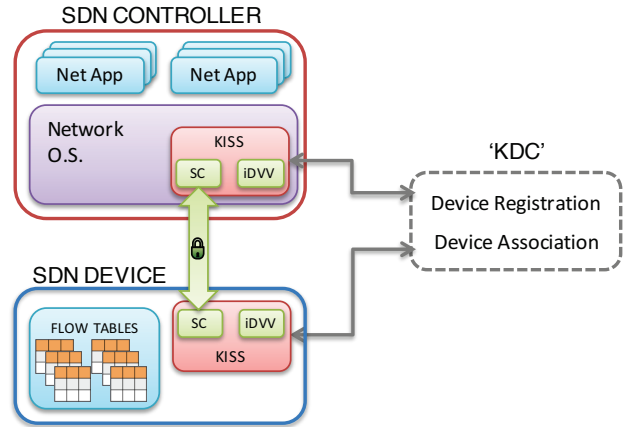 SDN CONTROLLER
Net App
Net App
Network
O.S.
KISS
SC
iDVV
'KDC'
Device Registration
Device Association
SDN DEVICE
FLOW TABLES
SC
iDVV
KISS